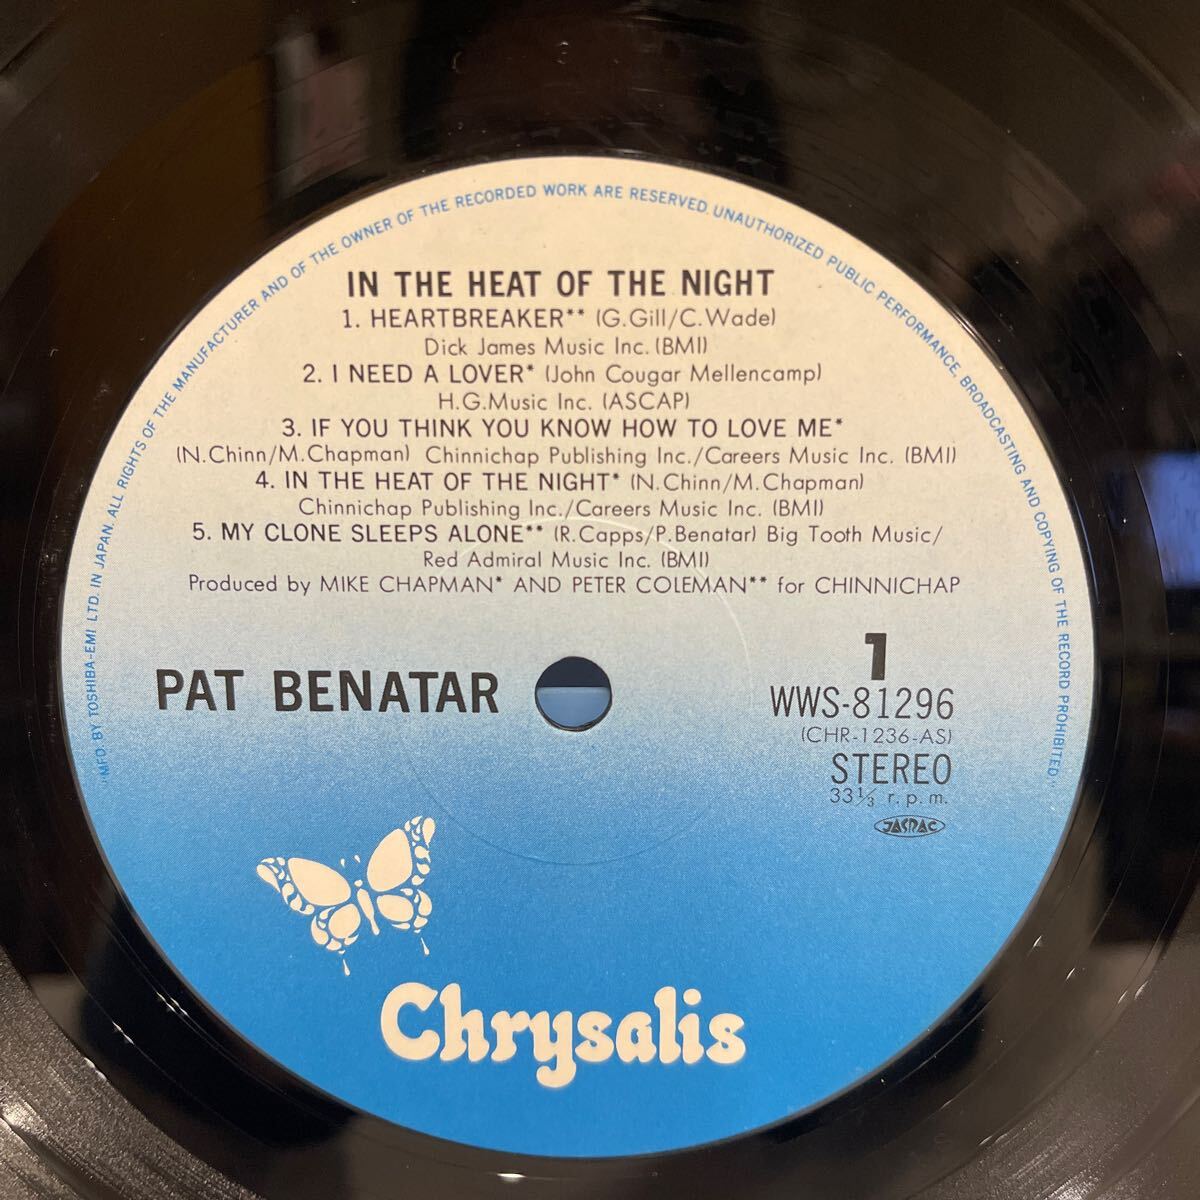 "MFD. BY TOSHIBA-EMI LTD. IN JAPAN. ALL RIGHTS OF THE MANUFACTURER AND OF THE OWNER OF THE RECORDED WORK ARE RESERVED. UNAUTHORIZED PUBLIC PERFORMANCE, BROADCASTING AND COPYING OF THE RECORD PROHIBITED."
IN THE HEAT OF THE NIGHT
1. HEARTBREAKER** (G.Gill/C.Wade)
Dick James Music Inc. (BMI)
2. I NEED A LOVER* (John Cougar Mellencamp)
H.G.Music Inc. (ASCAP)
3. IF YOU THINK YOU KNOW HOW TO LOVE ME*
(N.Chinn/M.Chapman) Chinnichap Publishing Inc./Careers Music Inc. (BMI)
4. IN THE HEAT OF THE NIGHT* (N.Chinn/M.Chapman)
Chinnichap Publishing Inc./Careers Music Inc. (BMI)
5. MY CLONE SLEEPS ALONE** (R.Capps/P.Benatar) Big Tooth Music/
Red Admiral Music Inc. (BMI)
Produced by MIKE CHAPMAN* AND PETER COLEMAN** for CHINNICHAP
PAT BENATAR
1
WWS-81296
(CHR-1236-AS)
STEREO
33⅓ r.p.m.
JASRAC
Chrysalis